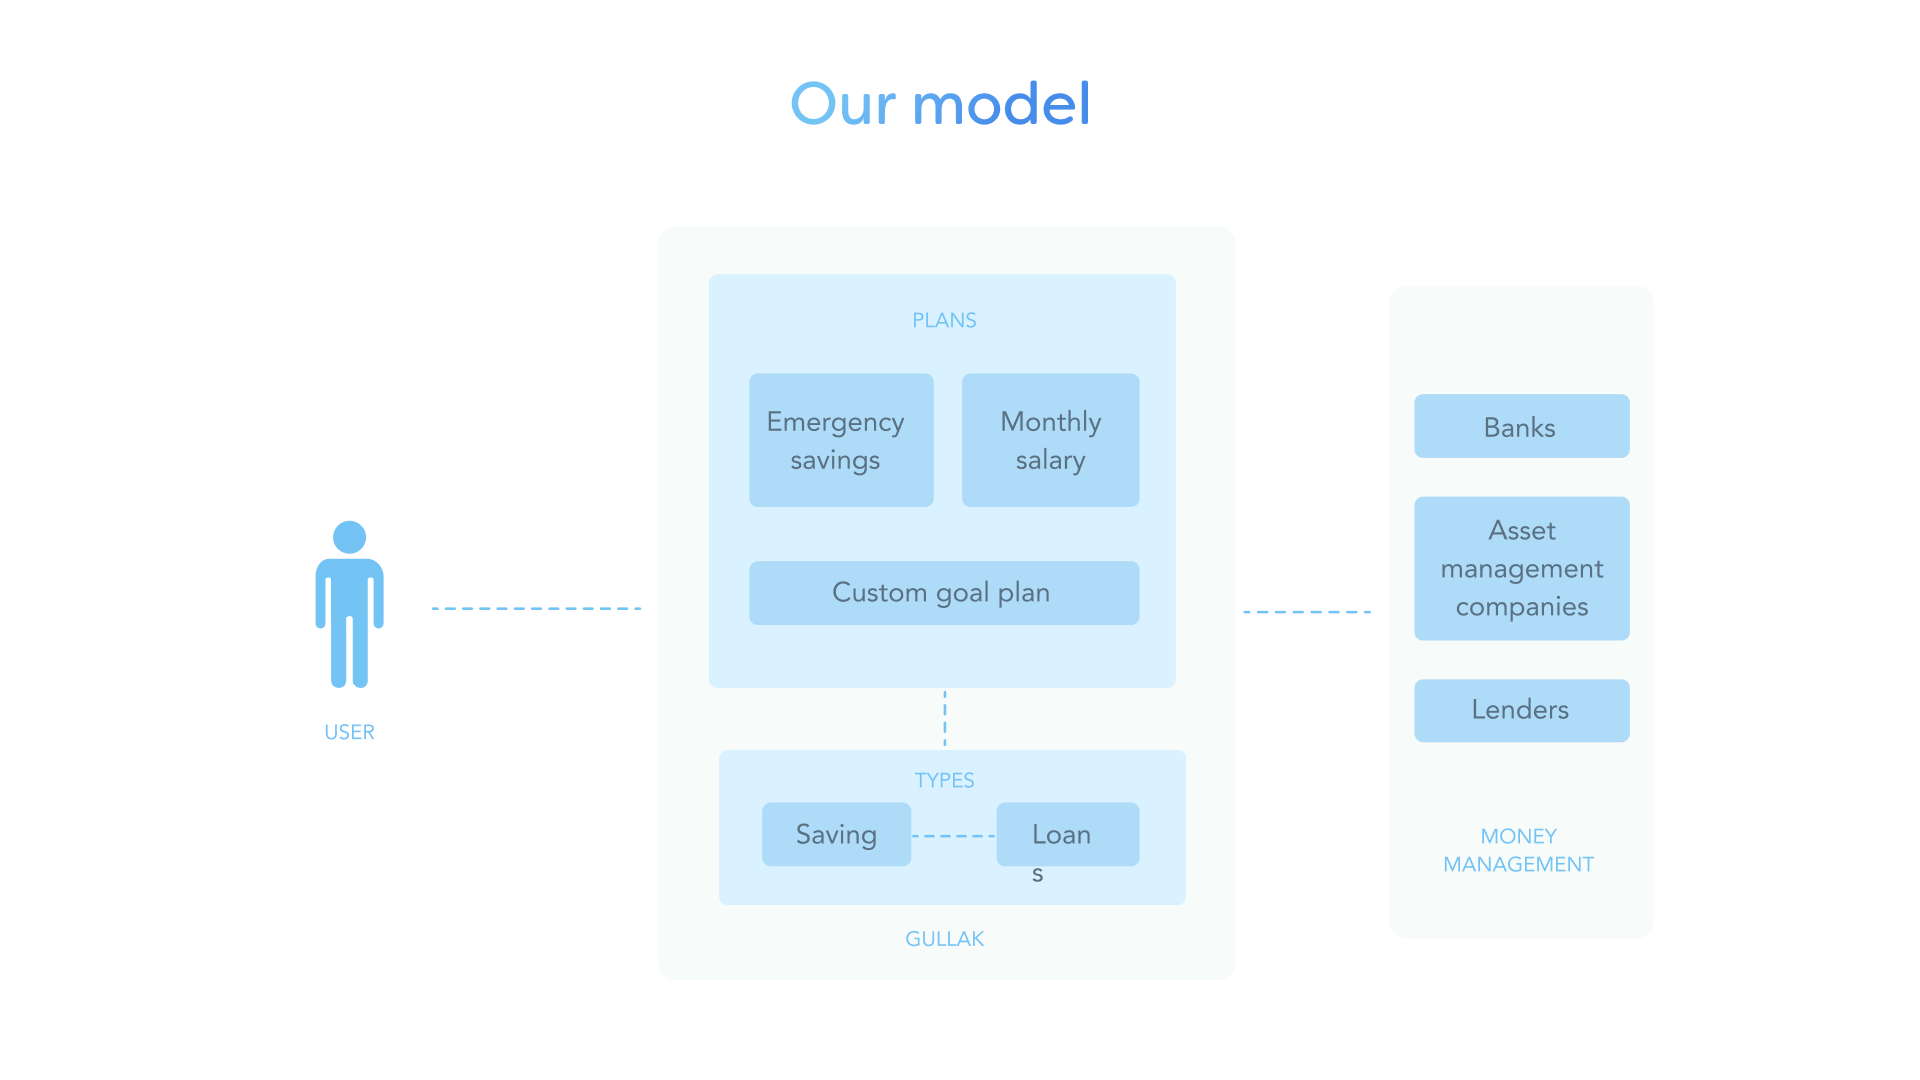 Our model
USER
PLANS
Emergency
savings
Monthly
salary
Custom goal plan
TYPES
Saving
Loan
s
GULLAK
Banks
Asset
management
companies
Lenders
MONEY
MANAGEMENT